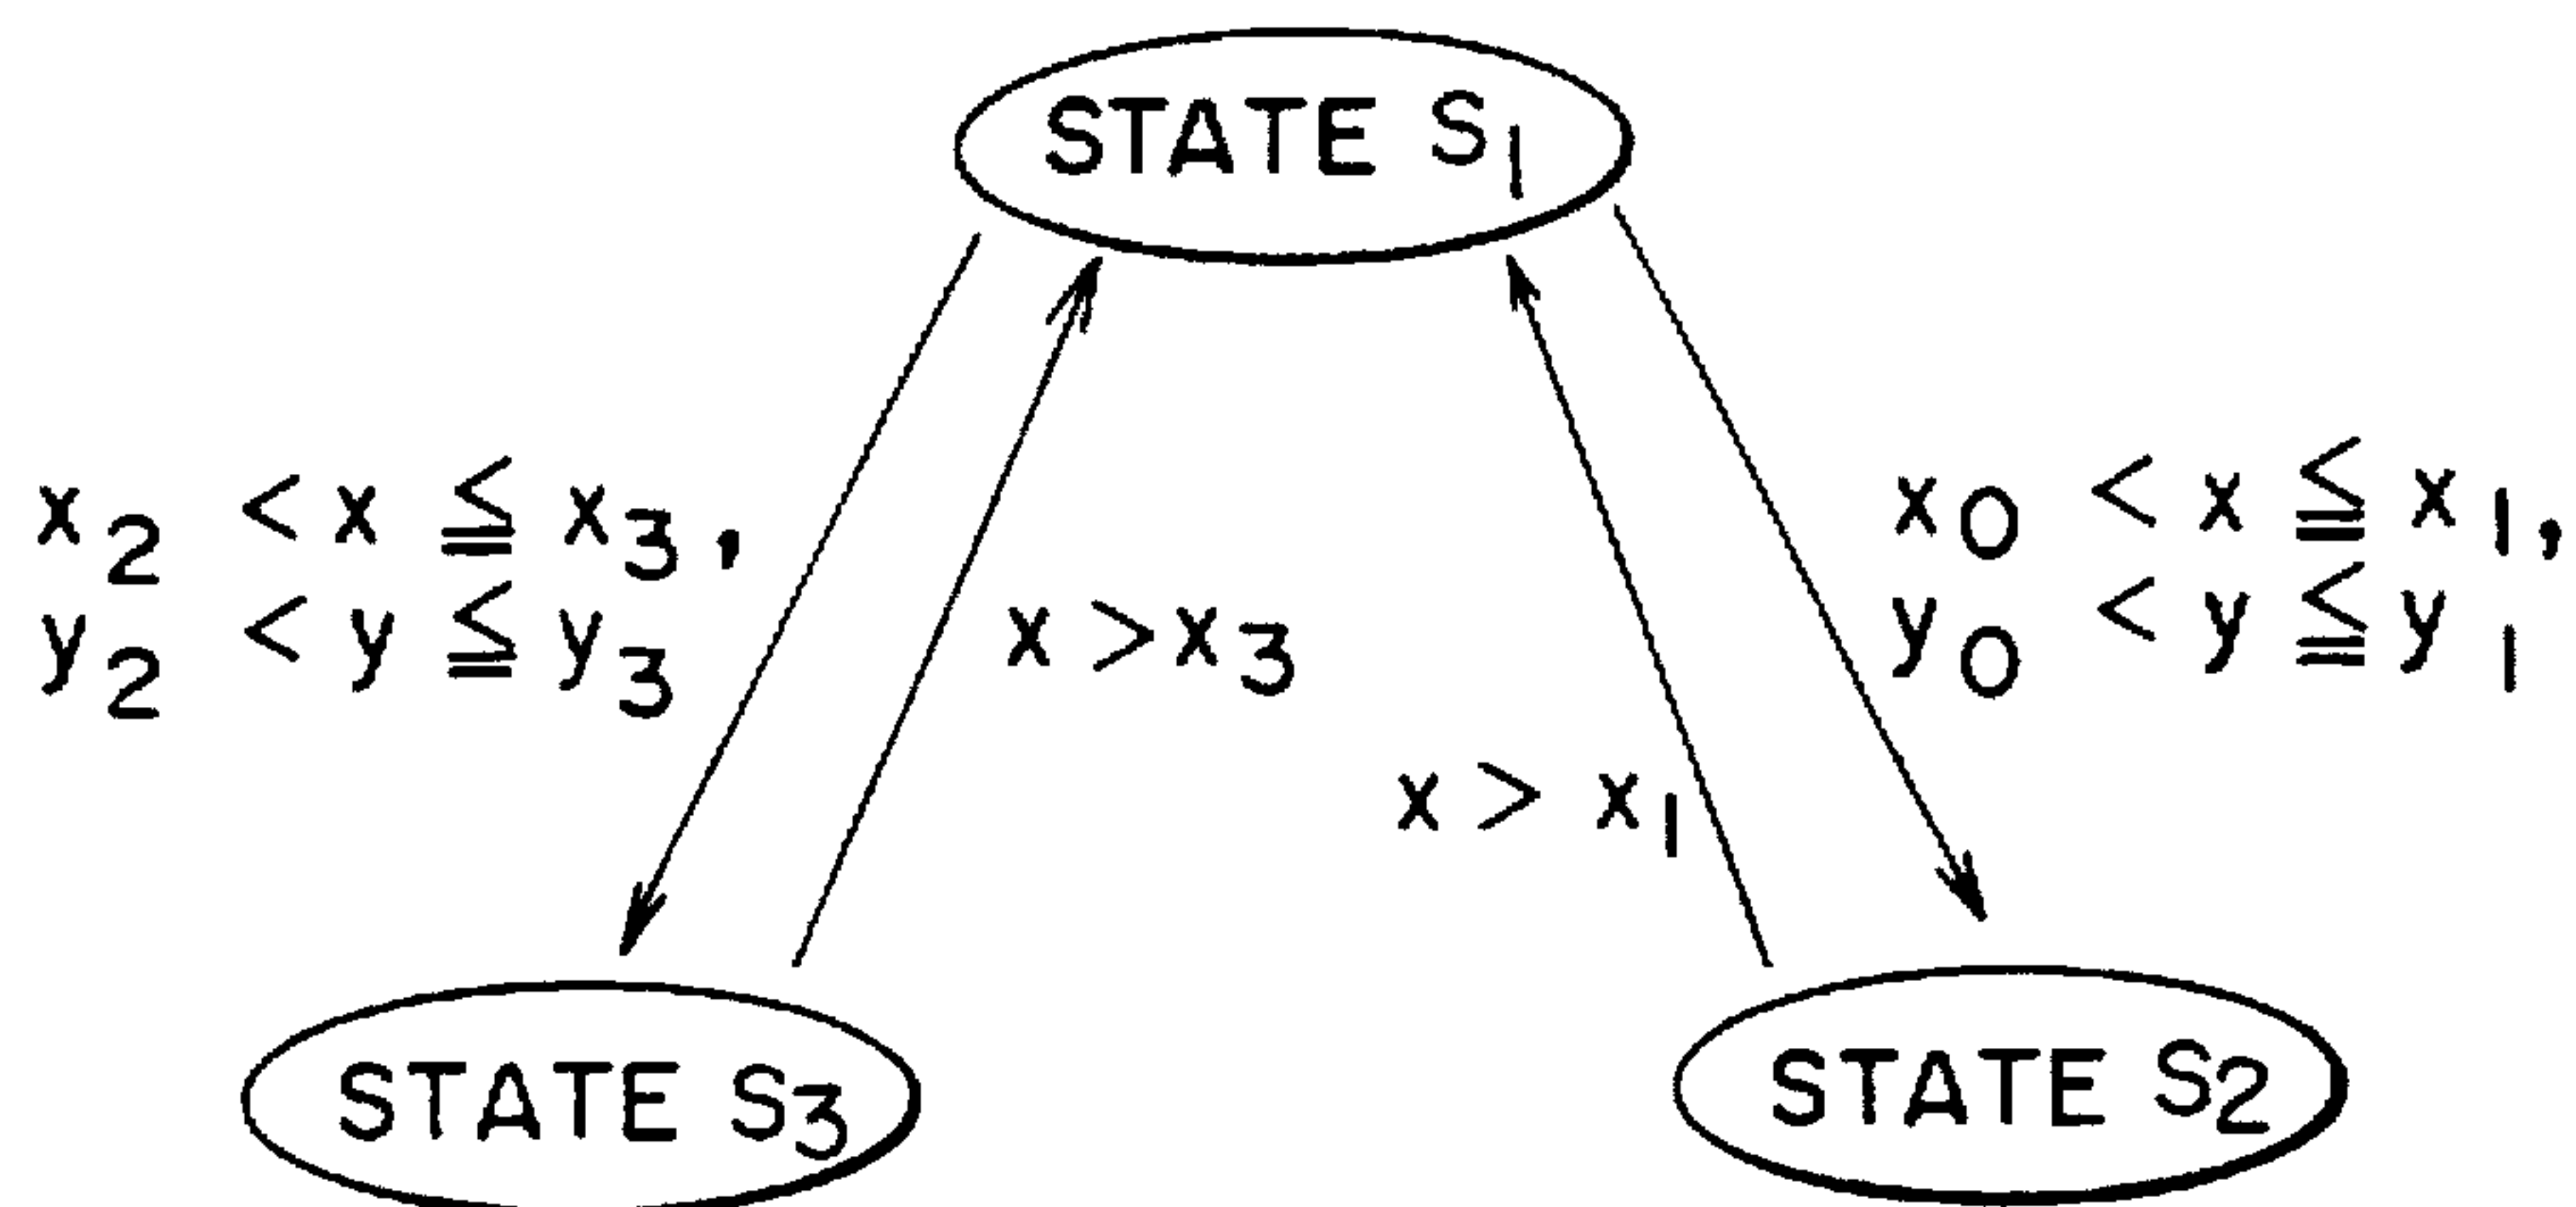 STATE S₁
x₂ < x ≦ x₃,
y₂ < y ≦ y₃
x > x₃
x₀ < x ≦ x₁,
y₀ < y ≦ y₁
x > x₁
STATE S₃
STATE S₂